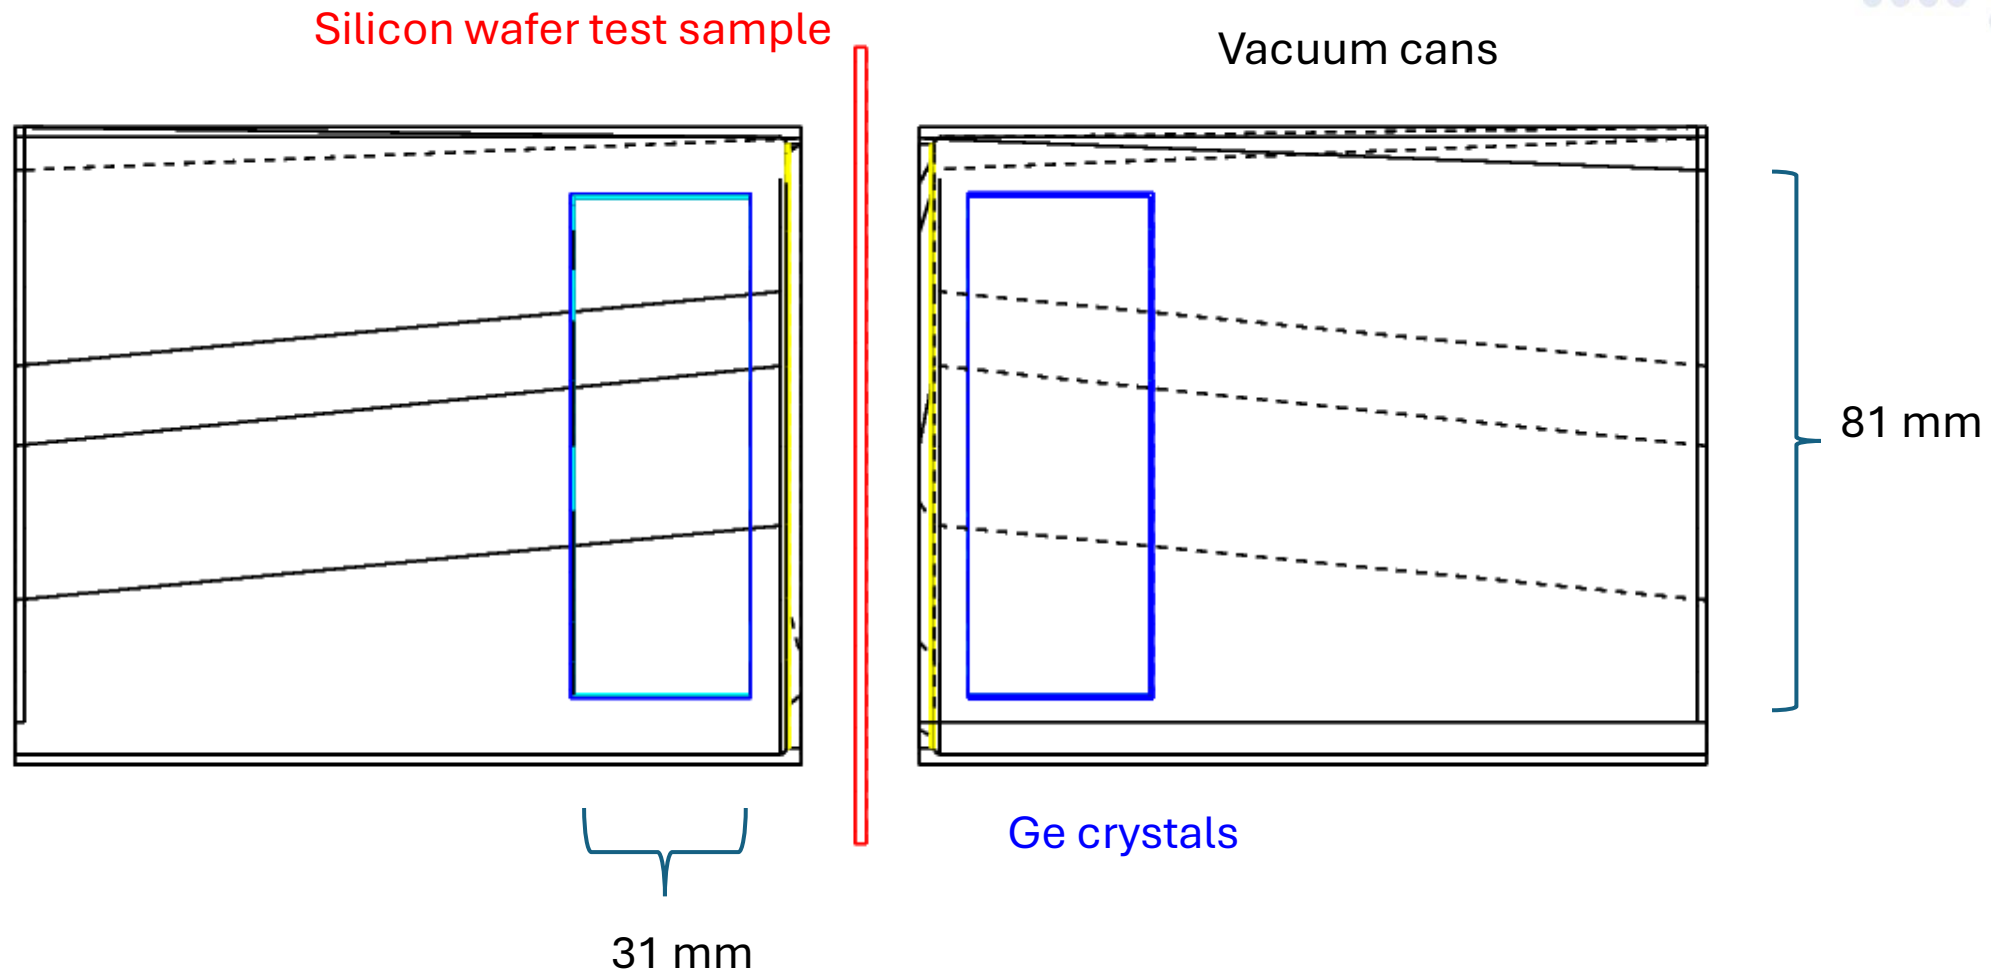 Silicon wafer test sample
Vacuum cans
81 mm
Ge crystals
31 mm